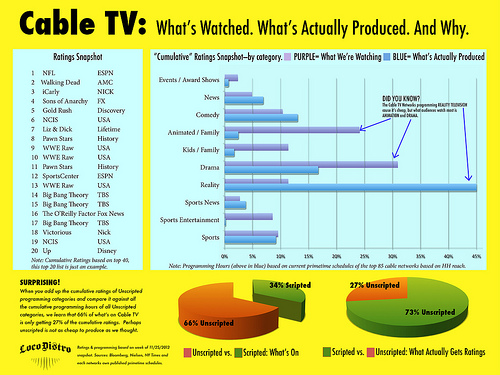 Cable TV: What's Watched. What's Actually Produced. And Why.
Ratings Snapshot
1 NFL ESPN
2 Walking Dead AMC
3 iCarly NICK
4 Sons of Anarchy FX
5 Gold Rush Discovery
6 NCIS USA
7 Liz & Dick Lifetime
8 Pawn Stars History
9 WWE Raw USA
10 WWE Raw USA
11 Pawn Stars History
12 SportsCenter ESPN
13 WWE Raw USA
14 Big Bang Theory TBS
15 Big Bang Theory TBS
16 The O'Reilly Factor Fox News
17 Big Bang Theory TBS
18 Victorious Nick
19 NCIS USA
20 Up Disney
Note: Cumulative Ratings based on top 40,
this top 20 list is just an example.
"Cumulative" Ratings Snapshot—by category. PURPLE= What We're Watching BLUE= What's Actually Produced
Events / Award Shows
News
Comedy
Animated / Family
Kids / Family
Drama
Reality
Sports News
Sports Entertainment
Sports
DID YOU KNOW?
The Cable TV Networks programming REALITY TELEVISION
cause it's cheap, but what audiences watch most is
ANIMATION and DRAMA.
0% 5% 10% 15% 20% 25% 30% 35% 40% 45%
Note: Programming Hours (above in blue) based on current primetime schedules of the top 85 cable networks based on HH reach.
SURPRISING!
When you add up the cumulative ratings of Unscripted
programming categories and compare it against all
the cumulative programming hours of all Unscripted
categories, we learn that 66% of what's on Cable TV
is only getting 27% of the cumulative ratings. Perhaps
unscripted is not as cheap to produce as we thought.
LocoDistro
Ratings & programming based on week of 11/25/2012
snapshot. Sources: Bloomberg, Nielsen, HP Times and
each networks own published primetime schedules.
34% Scripted
66% Unscripted
Unscripted vs. Scripted: What's On
27% Unscripted
73% Unscripted
Scripted vs. Unscripted: What Actually Gets Ratings